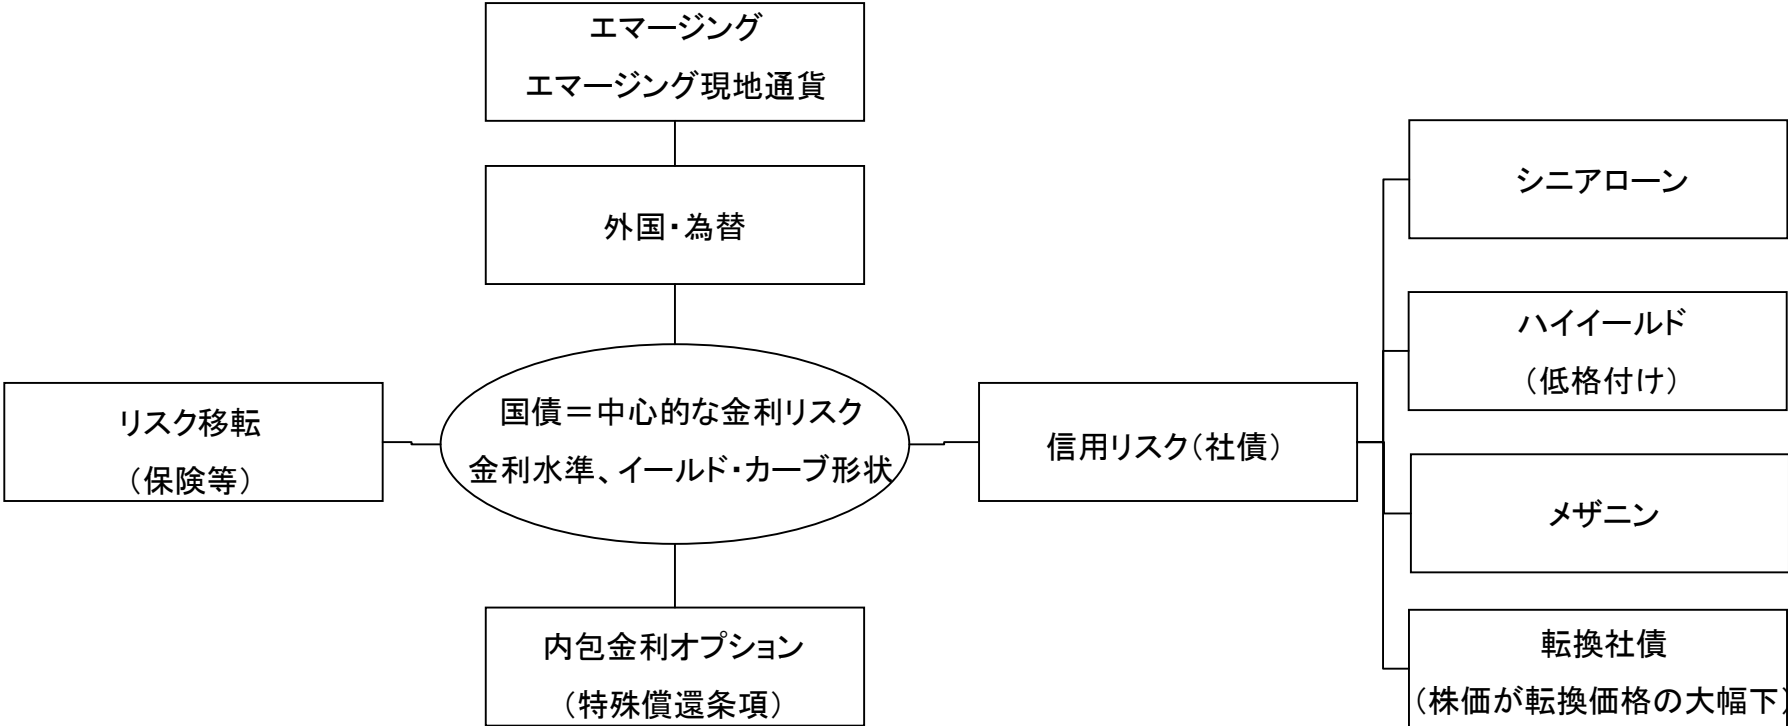 エマージング
エマージング現地通貨
外国・為替
国債＝中心的な金利リスク
金利水準、イールド・カーブ形状
リスク移転
（保険等）
内包金利オプション
（特殊償還条項）
信用リスク（社債）
シニアローン
ハイイールド
（低格付け）
メザニン
転換社債
（株価が転換価格の大幅下）